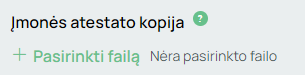 Įmonės atestato kopija ?
+ Pasirinkti failą Nėra pasirinkto failo